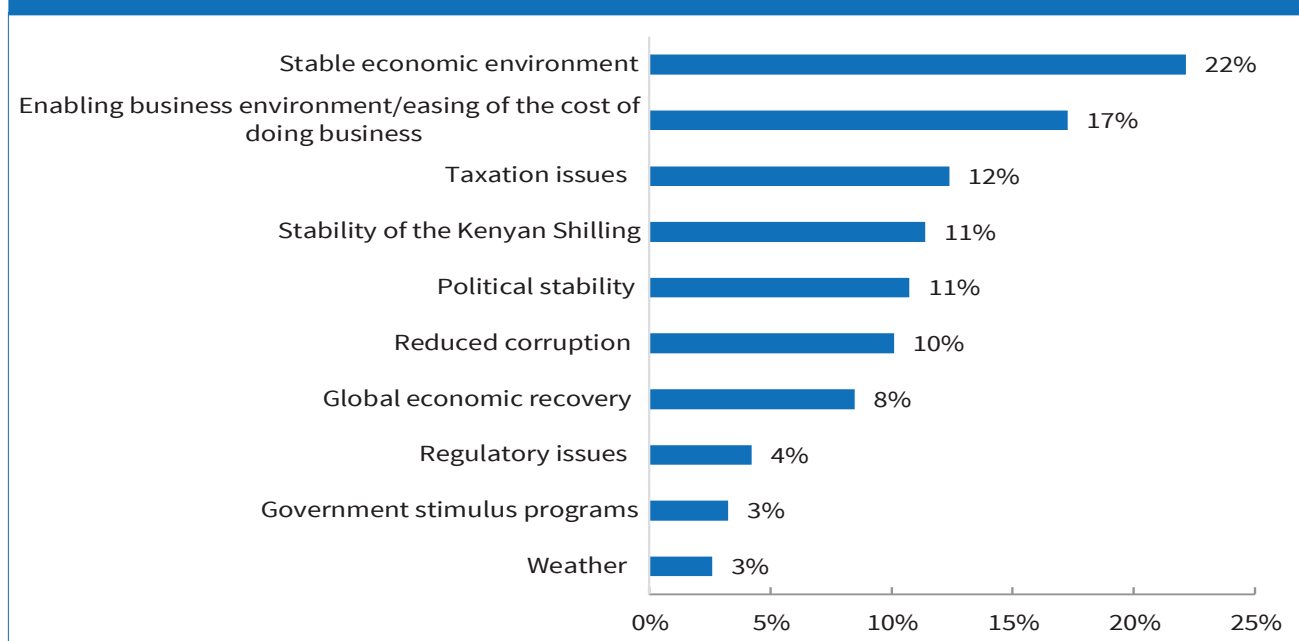 Stable economic environment 22%
Enabling business environment/easing of the cost of
doing business 17%
Taxation issues 12%
Stability of the Kenyan Shilling 11%
Political stability 11%
Reduced corruption 10%
Global economic recovery 8%
Regulatory issues 4%
Government stimulus programs 3%
Weather 3%
0% 5% 10% 15% 20% 25%